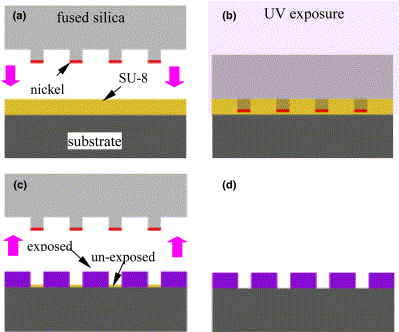 (a)
fused silica
nickel
SU-8
substrate
(b)
UV exposure
(c)
exposed
un-exposed
(d)